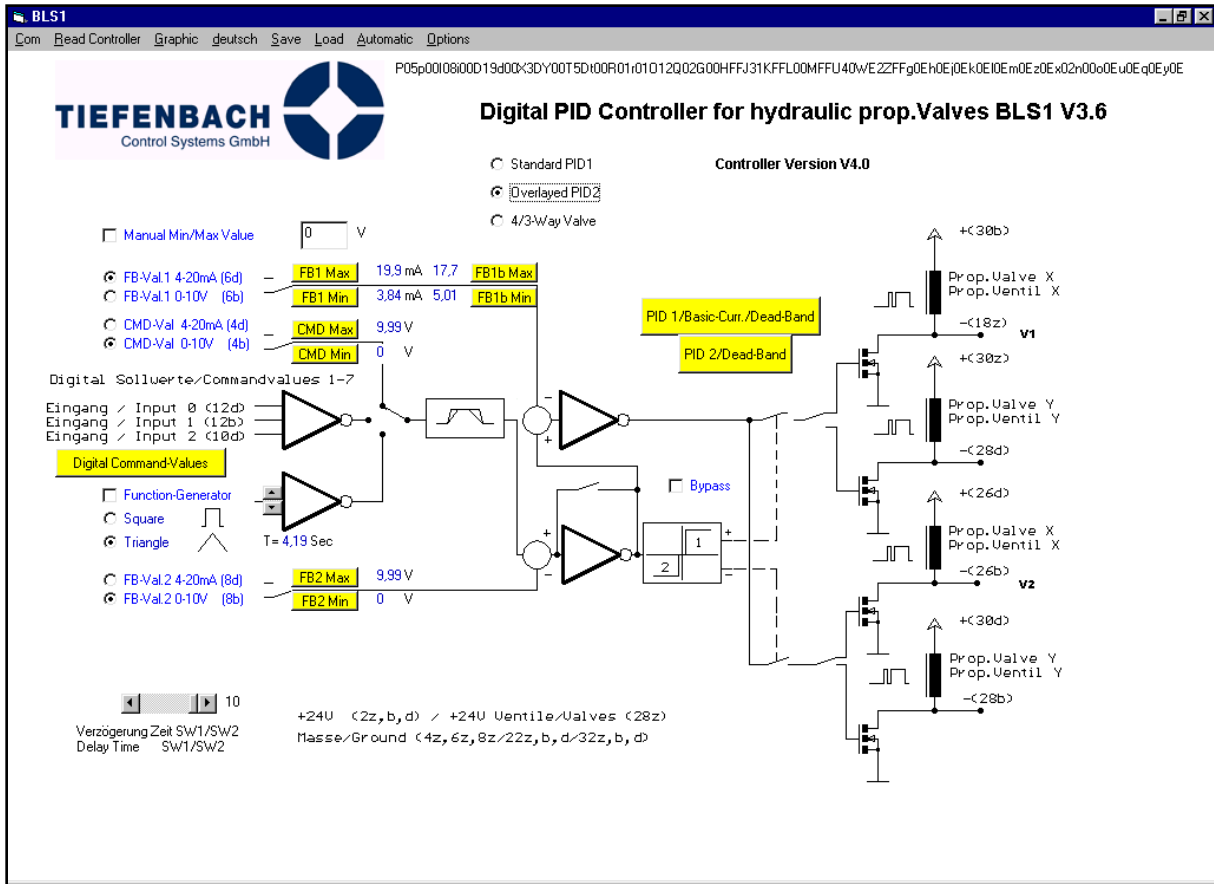 BLS1
Com Read Controller Graphic deutsch Save Load Automatic Options
P05p00I08i00D19d00X3DY00T5Dt00R01r01O12Q02G00HFFJ31KFFL00MFFU40WE2ZFFg0Eh0Ej0Ek0El0Em0Ez0Ex02n00o0Eu0Eq0Ey0E
TIEFENBACH
Control Systems GmbH
Digital PID Controller for hydraulic prop.Valves BLS1 V3.6
Standard PID1
Controller Version V4.0
Overlayed PID2
4/3-Way Valve
Manual Min/Max Value 0 V
+(30b)
FB-Val.1 4-20mA (6d) FB1 Max 19,9 mA 17,7 FB1b Max
FB-Val.1 0-10V (6b) FB1 Min 3,84 mA 5,01 FB1b Min
Prop.Valve X
Prop.Ventil X
PID 1/Basic-Curr./Dead-Band
CMD-Val 4-20mA (4d) CMD Max 9,99 V
CMD-Val 0-10V (4b) CMD Min 0 V
-(18z)
V1
PID 2/Dead-Band
+(30z)
Digital Sollwerte/Commandvalues 1-7
Eingang / Input 0 (12d)
Eingang / Input 1 (12b)
Eingang / Input 2 (10d)
- +
Prop.Valve Y
Prop.Ventil Y
-(28d)
Digital Command-Values
Function-Generator
Bypass
+(26d)
Square
Triangle
T= 4,19 Sec
+ -
1
2
+ -
Prop.Valve X
Prop.Ventil X
-(26b)
V2
FB-Val.2 4-20mA (8d) FB2 Max 9,99 V
FB-Val.2 0-10V (8b) FB2 Min 0 V
+(30d)
Prop.Valve Y
Prop.Ventil Y
-(28b)
10
Verzögerung Zeit SW1/SW2
Delay Time SW1/SW2
+24V (2z,b,d) / +24V Ventile/Valves (28z)
Masse/Ground (4z,6z,8z/22z,b,d/32z,b,d)